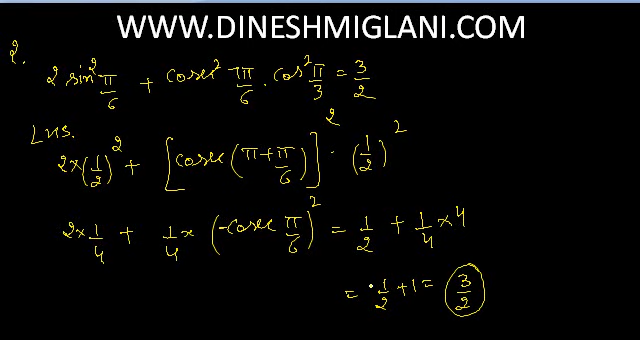 WWW.DINESHMIGLANI.COM
2.
2 sin² π/6 + cosec² 7π/6 . cos² π/3 = 3/2
LHS.
2×(1/2)² + [cosec(π+π/6)]² . (1/2)²
2×1/4 + 1/4 × (-cosec π/6)² = 1/2 + 1/4 × 4
= 1/2 + 1 = 3/2